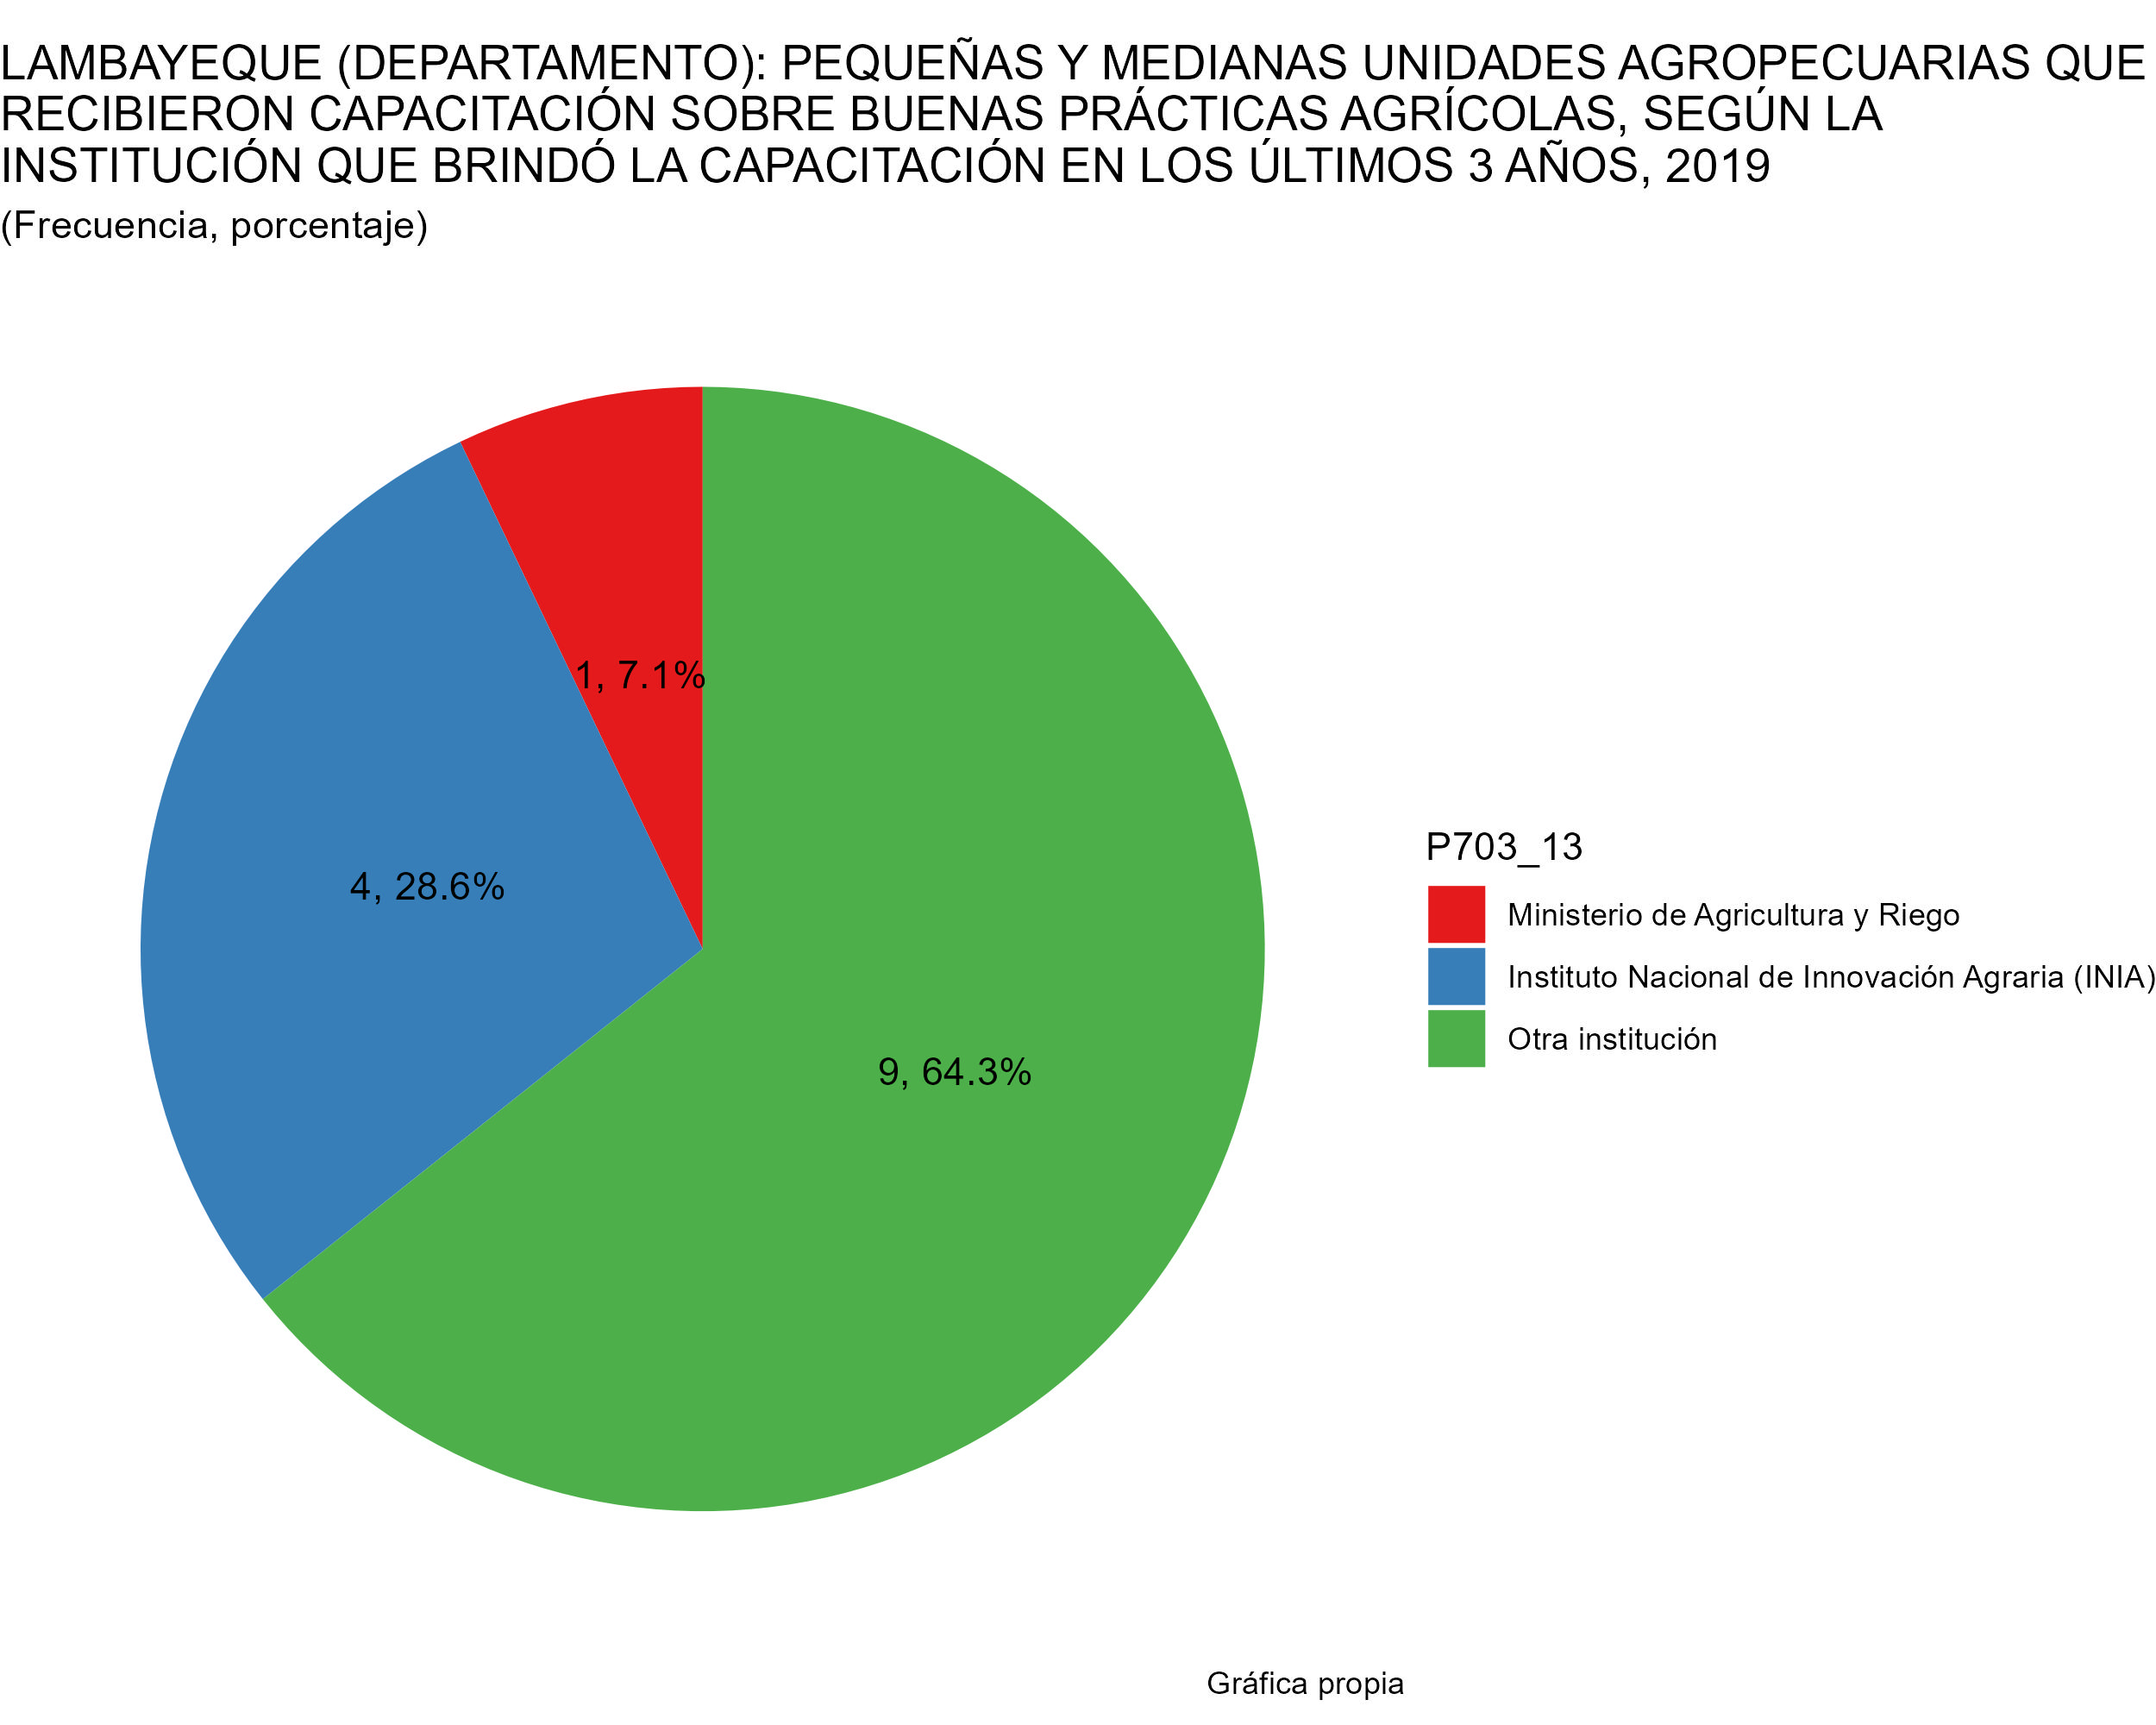 LAMBAYEQUE (DEPARTAMENTO): PEQUEÑAS Y MEDIANAS UNIDADES AGROPECUARIAS QUE
RECIBIERON CAPACITACIÓN SOBRE BUENAS PRÁCTICAS AGRÍCOLAS, SEGÚN LA
INSTITUCIÓN QUE BRINDÓ LA CAPACITACIÓN EN LOS ÚLTIMOS 3 AÑOS, 2019
(Frecuencia, porcentaje)
1, 7.1%
4, 28.6%
9, 64.3%
P703_13
Ministerio de Agricultura y Riego
Instituto Nacional de Innovación Agraria (INIA)
Otra institución
Gráfica propia